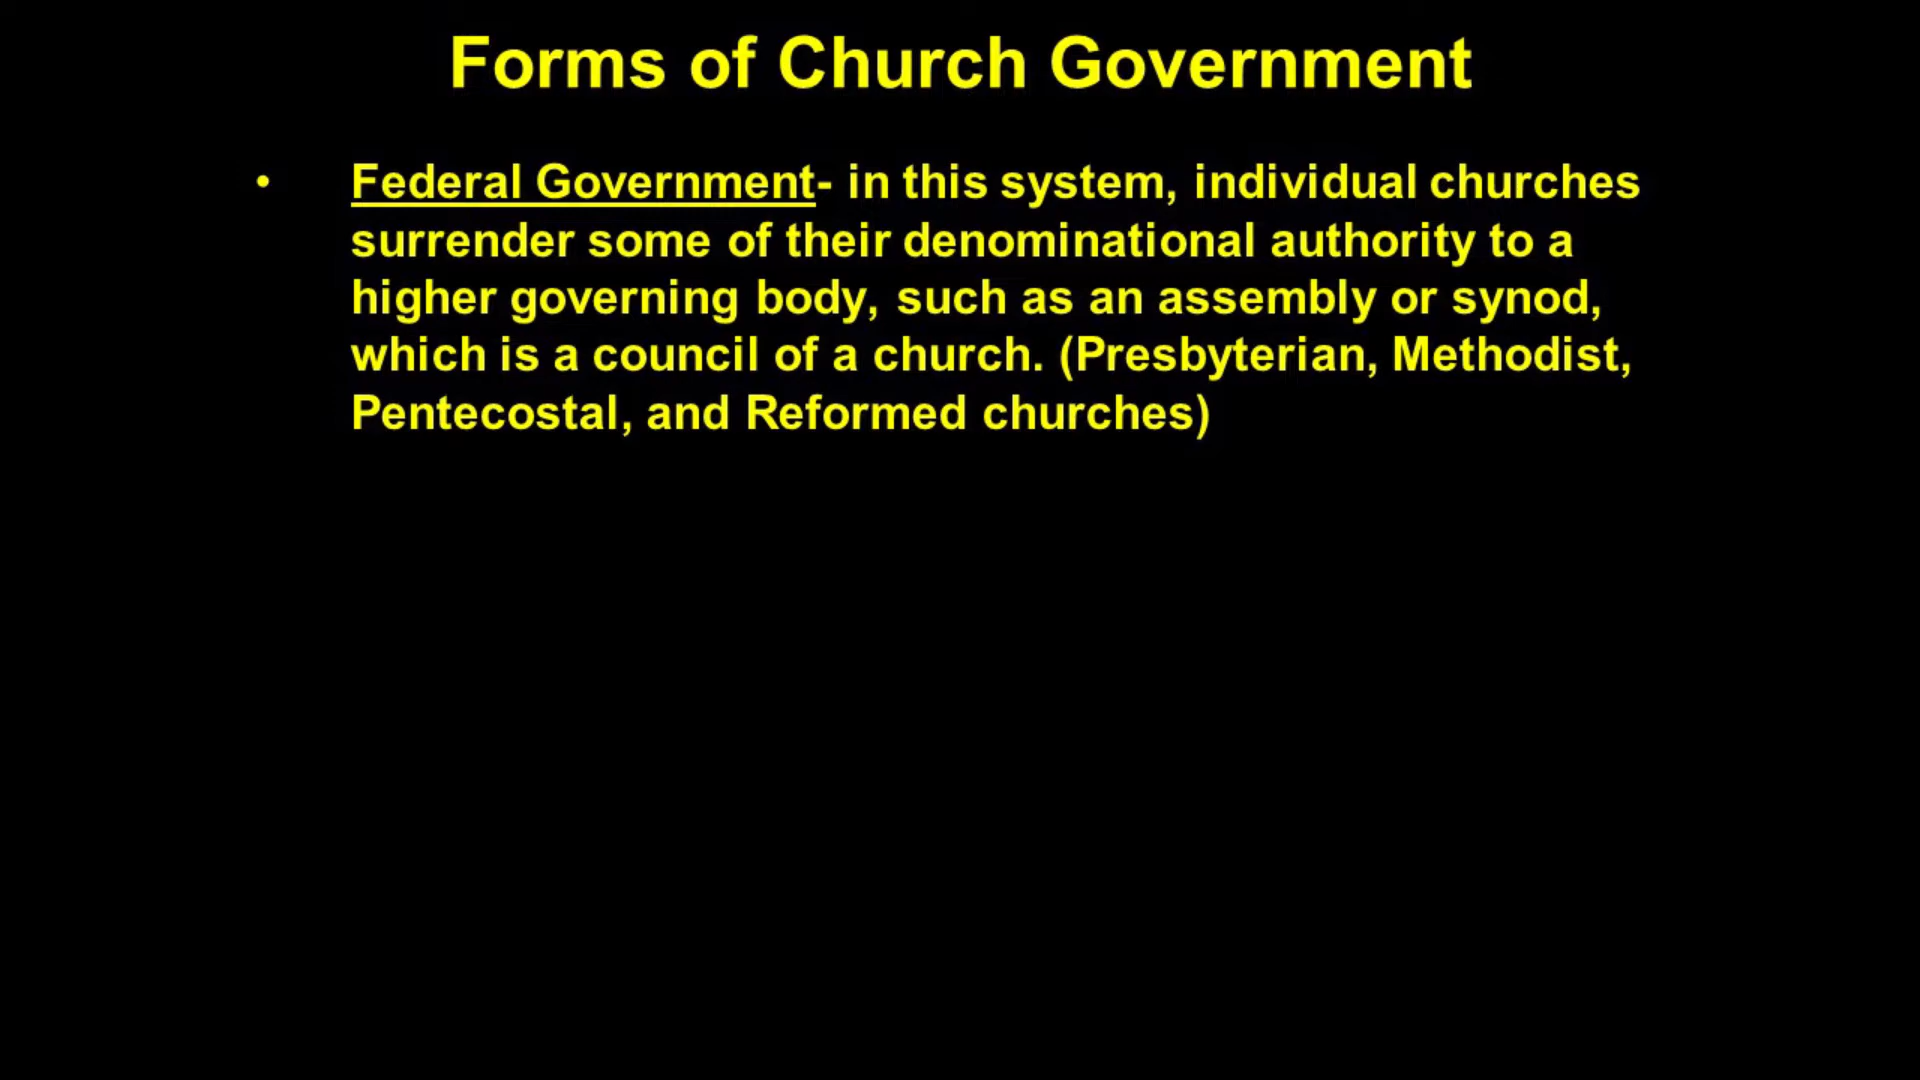 Forms of Church Government
• Federal Government- in this system, individual churches
surrender some of their denominational authority to a
higher governing body, such as an assembly or synod,
which is a council of a church. (Presbyterian, Methodist,
Pentecostal, and Reformed churches)